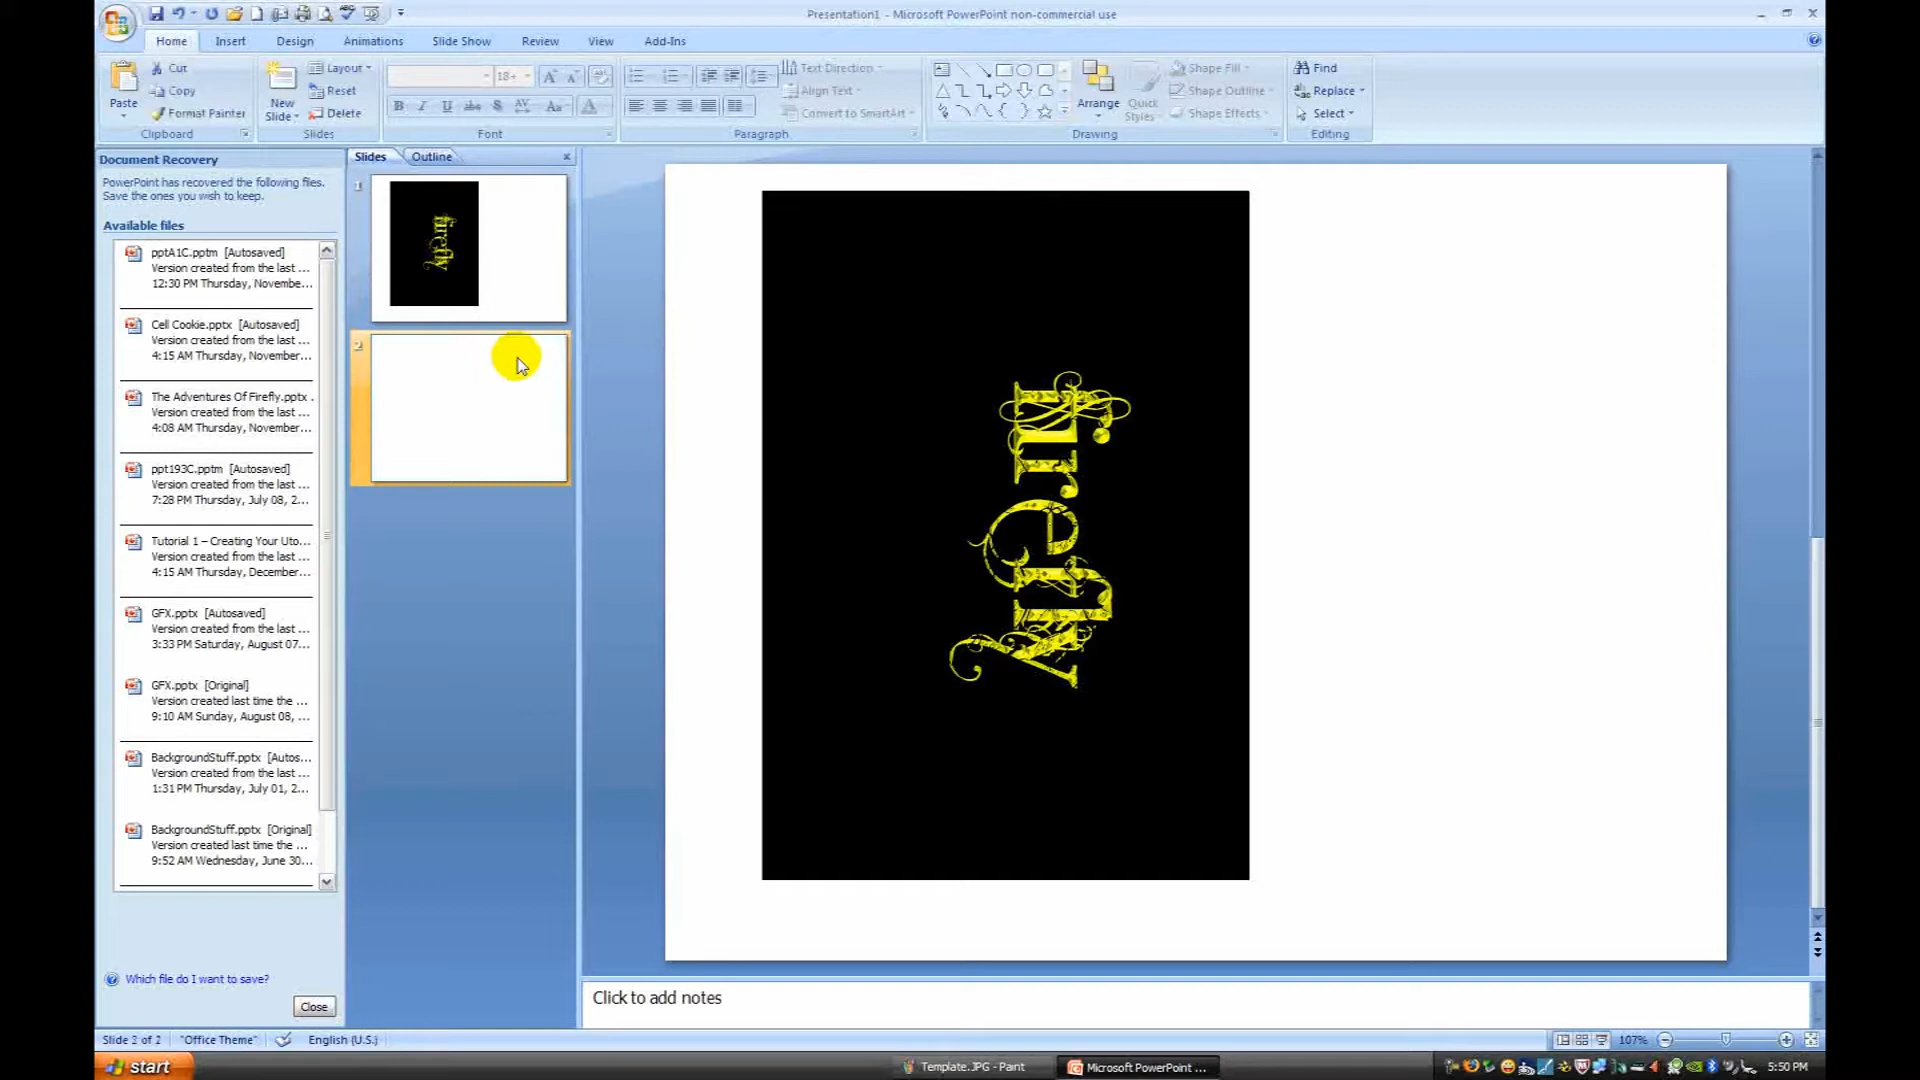 Presentation1 - Microsoft PowerPoint non-commercial use
Home Insert Design Animations Slide Show Review View Add-Ins
Paste
Cut
Copy
Format Painter
Clipboard
New Slide
Layout
Reset
Delete
Slides
18+
Font
Text Direction
Align Text
Convert to SmartArt
Paragraph
Arrange
Quick Styles
Shape Fill
Shape Outline
Shape Effects
Drawing
Find
Replace
Select
Editing
Document Recovery
PowerPoint has recovered the following files.
Save the ones you wish to keep.
Available files
pptA1C.pptm [Autosaved]
Version created from the last ...
12:30 PM Thursday, Novembe...
Cell Cookie.pptx [Autosaved]
Version created from the last ...
4:15 AM Thursday, November...
The Adventures Of Firefly.pptx .
Version created from the last ...
4:08 AM Thursday, November...
ppt193C.pptm [Autosaved]
Version created from the last ...
7:28 PM Thursday, July 08, 2...
Tutorial 1 – Creating Your Uto...
Version created from the last ...
4:15 AM Thursday, December...
GFX.pptx [Autosaved]
Version created from the last ...
3:33 PM Saturday, August 07...
GFX.pptx [Original]
Version created last time the ...
9:10 AM Sunday, August 08, ...
BackgroundStuff.pptx [Autos...
Version created from the last ...
1:31 PM Thursday, July 01, 2...
BackgroundStuff.pptx [Original]
Version created last time the ...
9:52 AM Wednesday, June 30...
Which file do I want to save?
Close
Slides Outline
1
firefly
2
firefly
Click to add notes
Slide 2 of 2 "Office Theme" English (U.S.)
107%
start
Template.JPG - Paint
Microsoft PowerPoint ...
5:50 PM